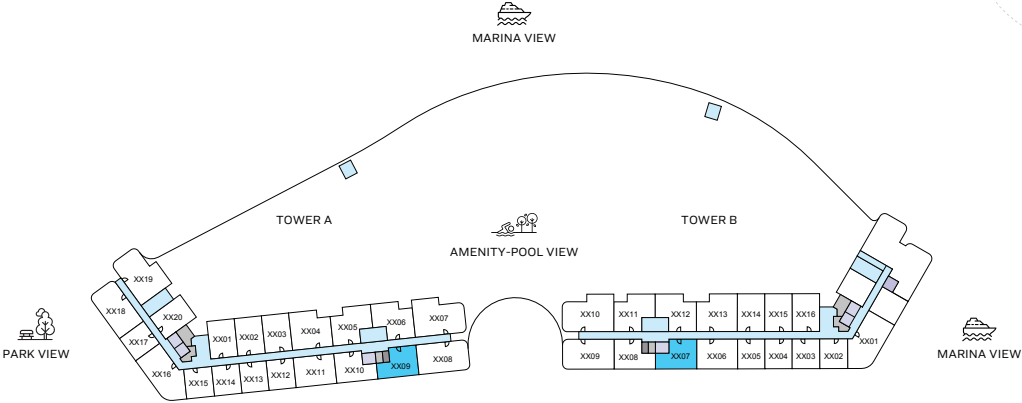 MARINA VIEW
TOWER A
TOWER B
AMENITY-POOL VIEW
PARK VIEW
MARINA VIEW
XX19
XX18
XX20
XX17
XX16
XX01
XX02
XX03
XX04
XX05
XX06
XX07
XX15
XX14
XX13
XX12
XX11
XX10
XX09
XX08
XX10
XX11
XX12
XX13
XX14
XX15
XX16
XX01
XX09
XX08
XX07
XX06
XX05
XX04
XX03
XX02